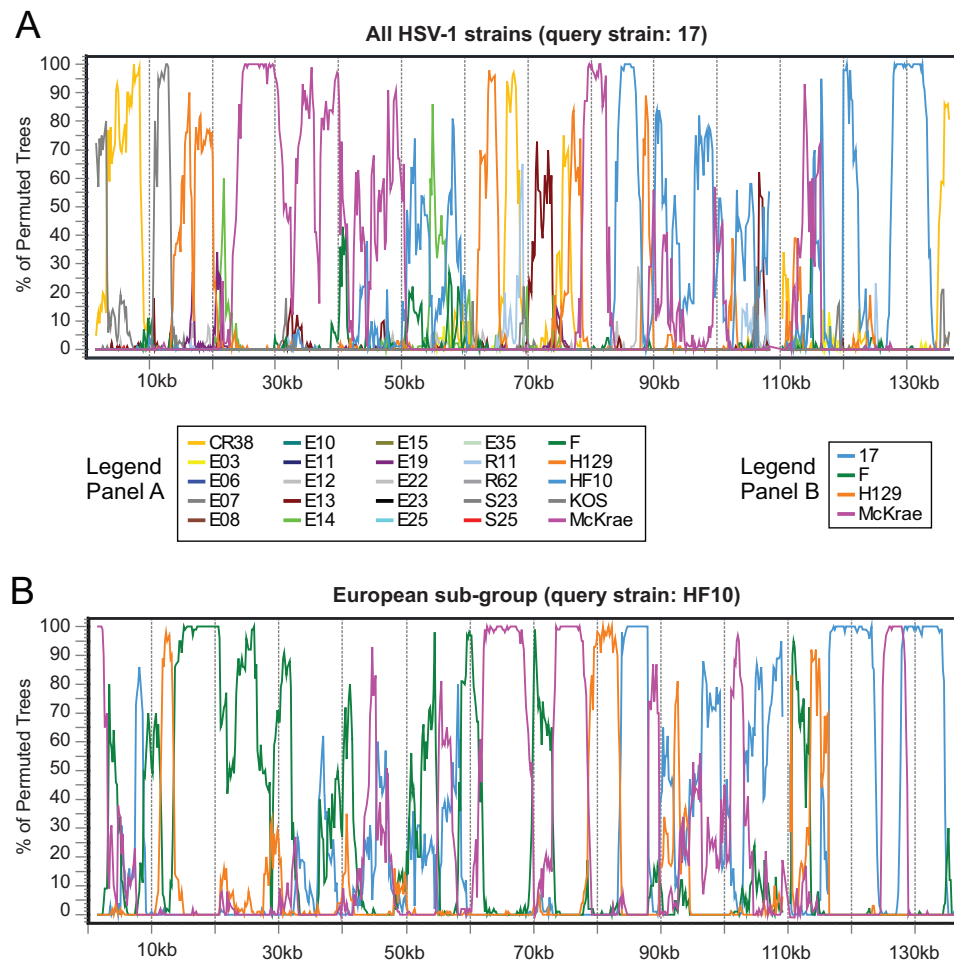 A
All HSV-1 strains (query strain: 17)
% of Permuted Trees
100
90
80
70
60
50
40
30
20
10
0
10kb 30kb 50kb 70kb 90kb 110kb 130kb
Legend
Panel A
CR38 E10 E15 E35 F
E03 E11 E19 R11 H129
E06 E12 E22 R62 HF10
E07 E13 E23 S23 KOS
E08 E14 E25 S25 McKrae
Legend
Panel B
17
F
H129
McKrae
B
European sub-group (query strain: HF10)
% of Permuted Trees
100
90
80
70
60
50
40
30
20
10
0
10kb 30kb 50kb 70kb 90kb 110kb 130kb